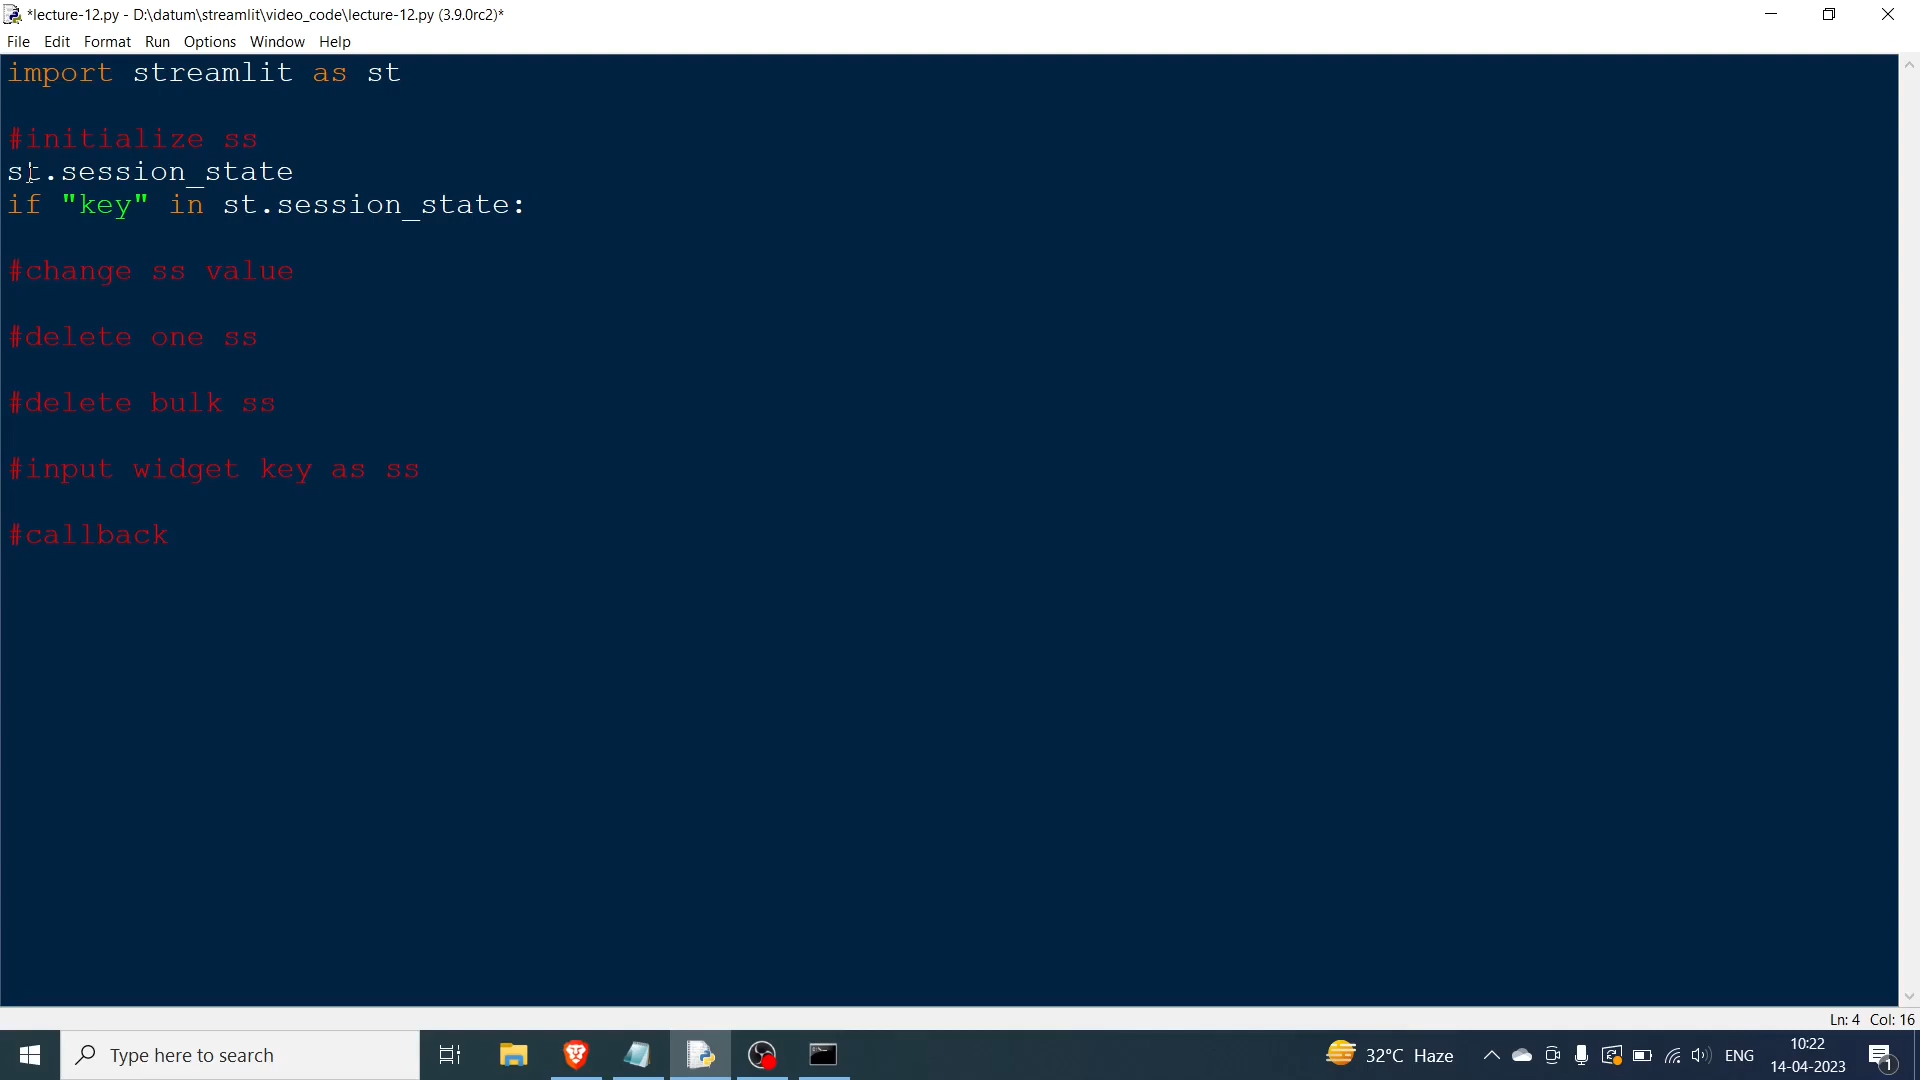 *lecture-12.py - D:\datum\streamlit\video_code\lecture-12.py (3.9.0rc2)*
File Edit Format Run Options Window Help
import streamlit as st
#initialize ss
st.session_state
if "key" in st.session_state:
#change ss value
#delete one ss
#delete bulk ss
#input widget key as ss
#callback
Ln: 4 Col: 16
Type here to search
32°C Haze
ENG
10:22
14-04-2023
1